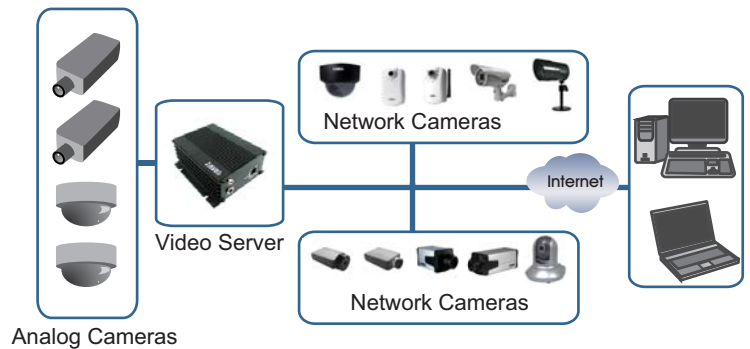 Network Cameras
Internet
Video Server
Network Cameras
Analog Cameras